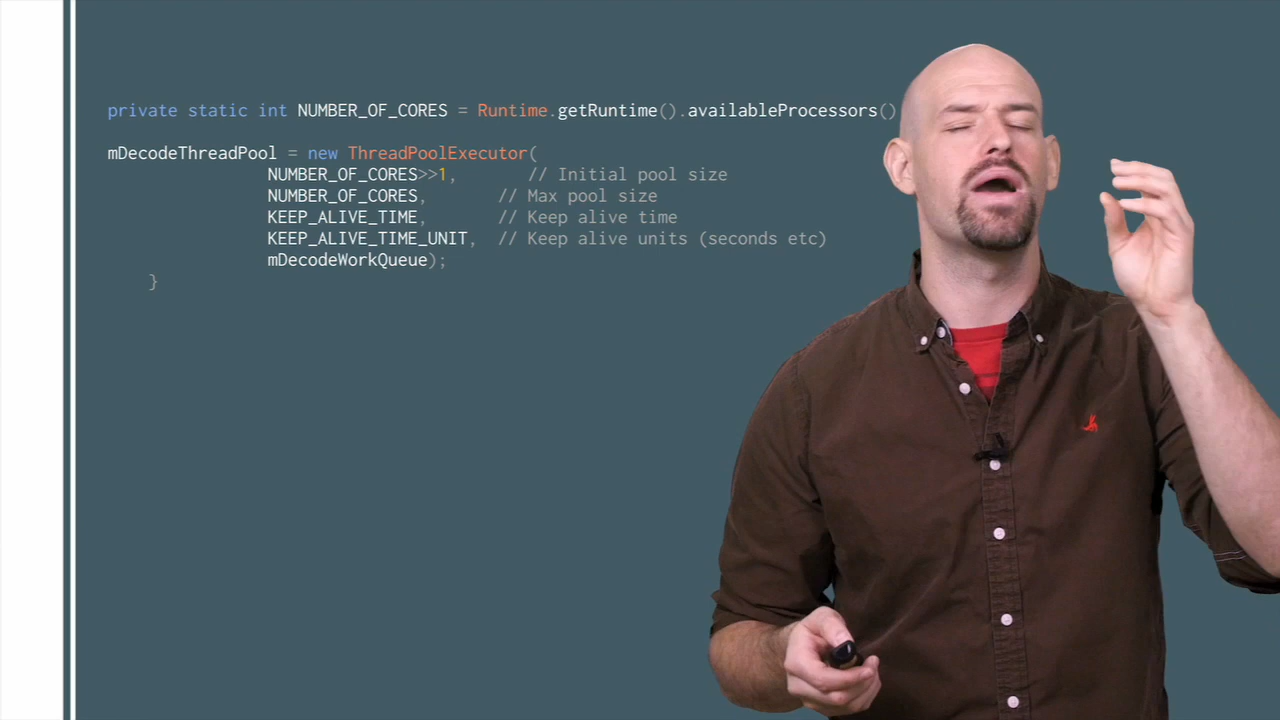 private static int NUMBER_OF_CORES = Runtime.getRuntime().availableProcessors()
mDecodeThreadPool = new ThreadPoolExecutor(
NUMBER_OF_CORES>>1, // Initial pool size
NUMBER_OF_CORES, // Max pool size
KEEP_ALIVE_TIME, // Keep alive time
KEEP_ALIVE_TIME_UNIT, // Keep alive units (seconds etc)
mDecodeWorkQueue);
}